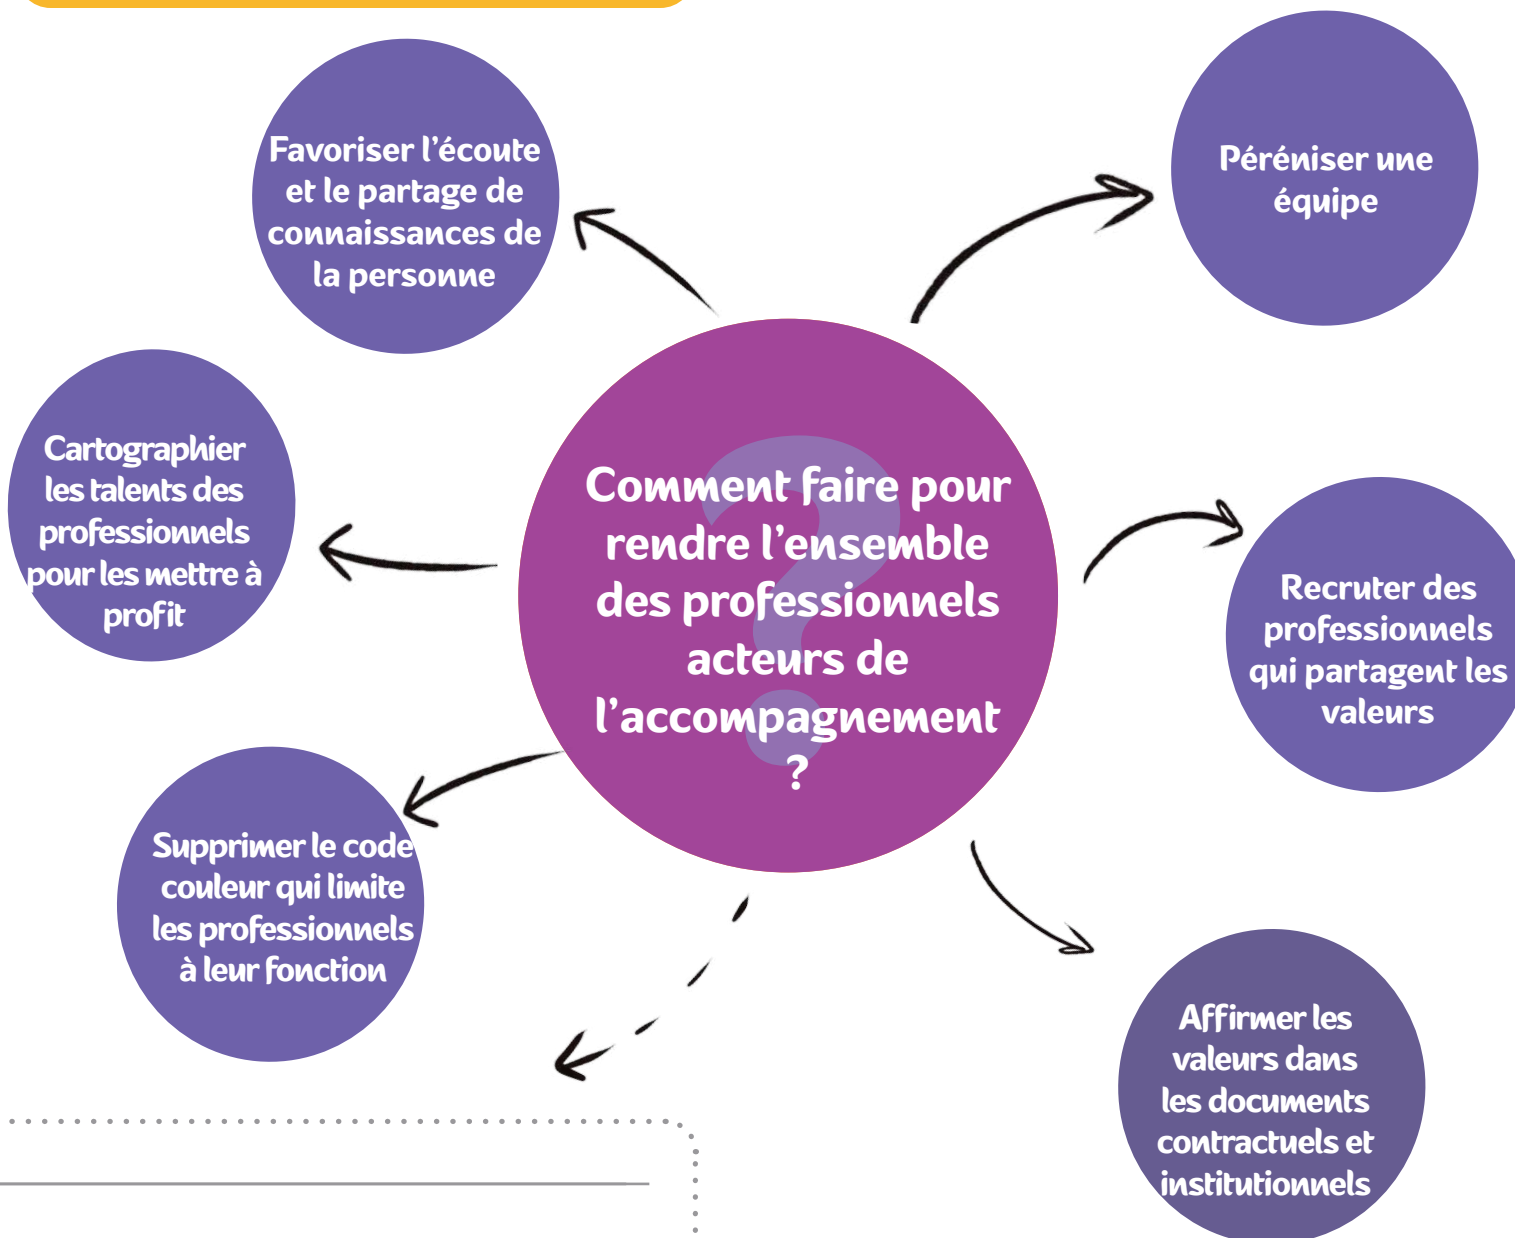 Favoriser l'écoute
et le partage de
connaissances de
la personne
Péréniser une
équipe
Cartographier
les talents des
professionnels
pour les mettre à
profit
Comment faire pour
rendre l'ensemble
des professionnels
acteurs de
l'accompagnement
?
Recruter des
professionnels
qui partagent les
valeurs
Supprimer le code
couleur qui limite
les professionnels
à leur fonction
Affirmer les
valeurs dans
les documents
contractuels et
institutionnels